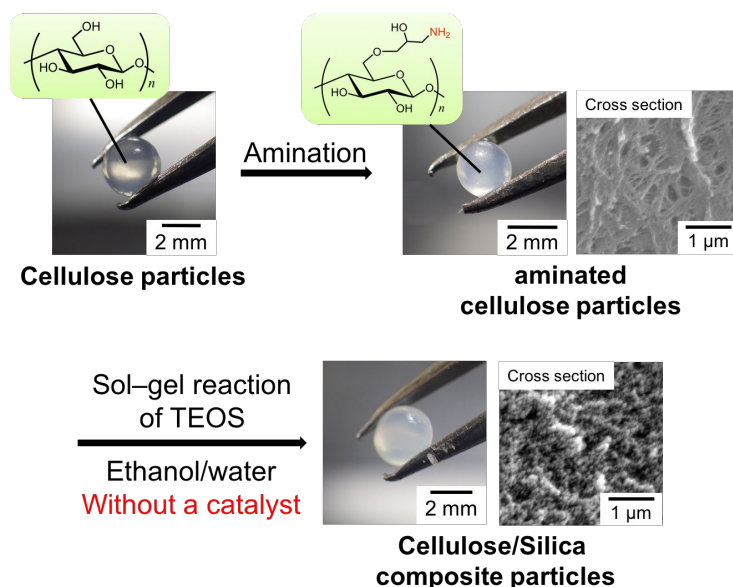 OH
O
HO
OH
O
n
OH
NH₂
O
O
HO
OH
O
n
Cross section
Amination
2 mm
2 mm
1 µm
Cellulose particles
aminated
cellulose particles
Sol–gel reaction
of TEOS
Ethanol/water
Without a catalyst
Cross section
2 mm
1 µm
Cellulose/Silica
composite particles